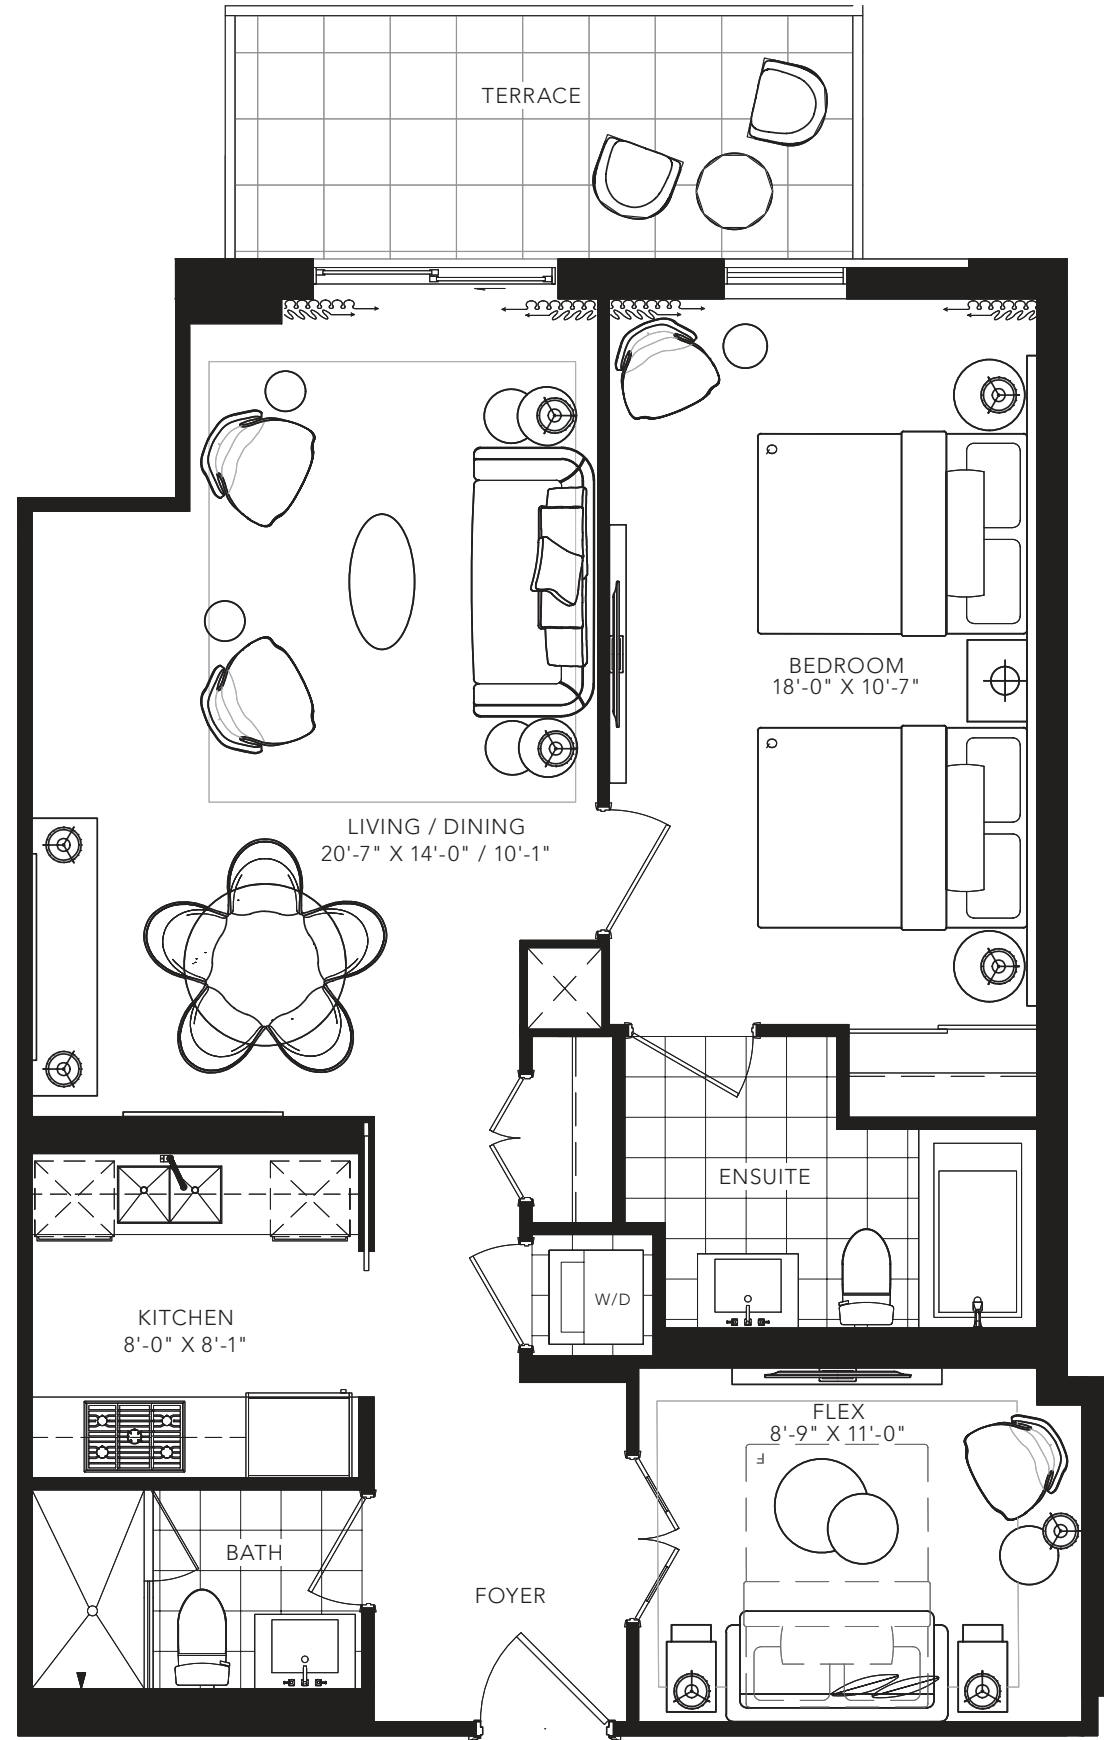 TERRACE
BEDROOM
18'-0" X 10'-7"
LIVING / DINING
20'-7" X 14'-0" / 10'-1"
ENSUITE
W/D
KITCHEN
8'-0" X 8'-1"
FLEX
8'-9" X 11'-0"
F
BATH
FOYER